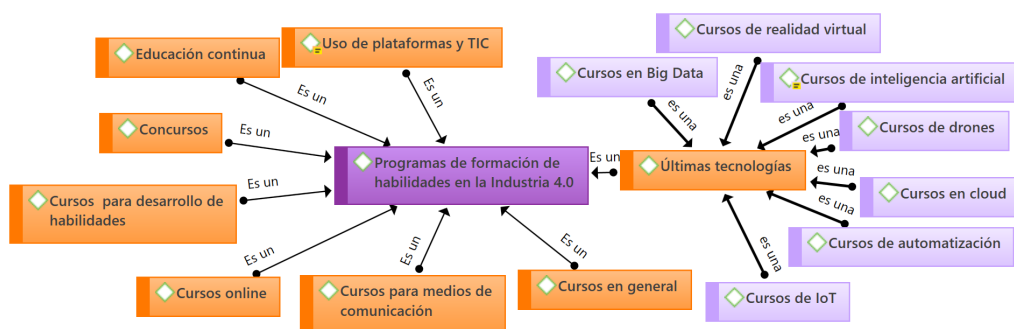 Cursos de realidad virtual
Educación continua
Uso de plataformas y TIC
Es un
Es un
Cursos en Big Data
es una
es una
Cursos de inteligencia artificial
es una
Concursos
Es un
Cursos de drones
es una
Programas de formación de
habilidades en la Industria 4.0
Es un
Últimas tecnologías
es una
Cursos en cloud
Cursos para desarrollo de
habilidades
Es un
es una
Cursos de automatización
Es un
Es un
Es un
es una
Cursos online
Cursos para medios de
comunicación
Cursos en general
Cursos de IoT